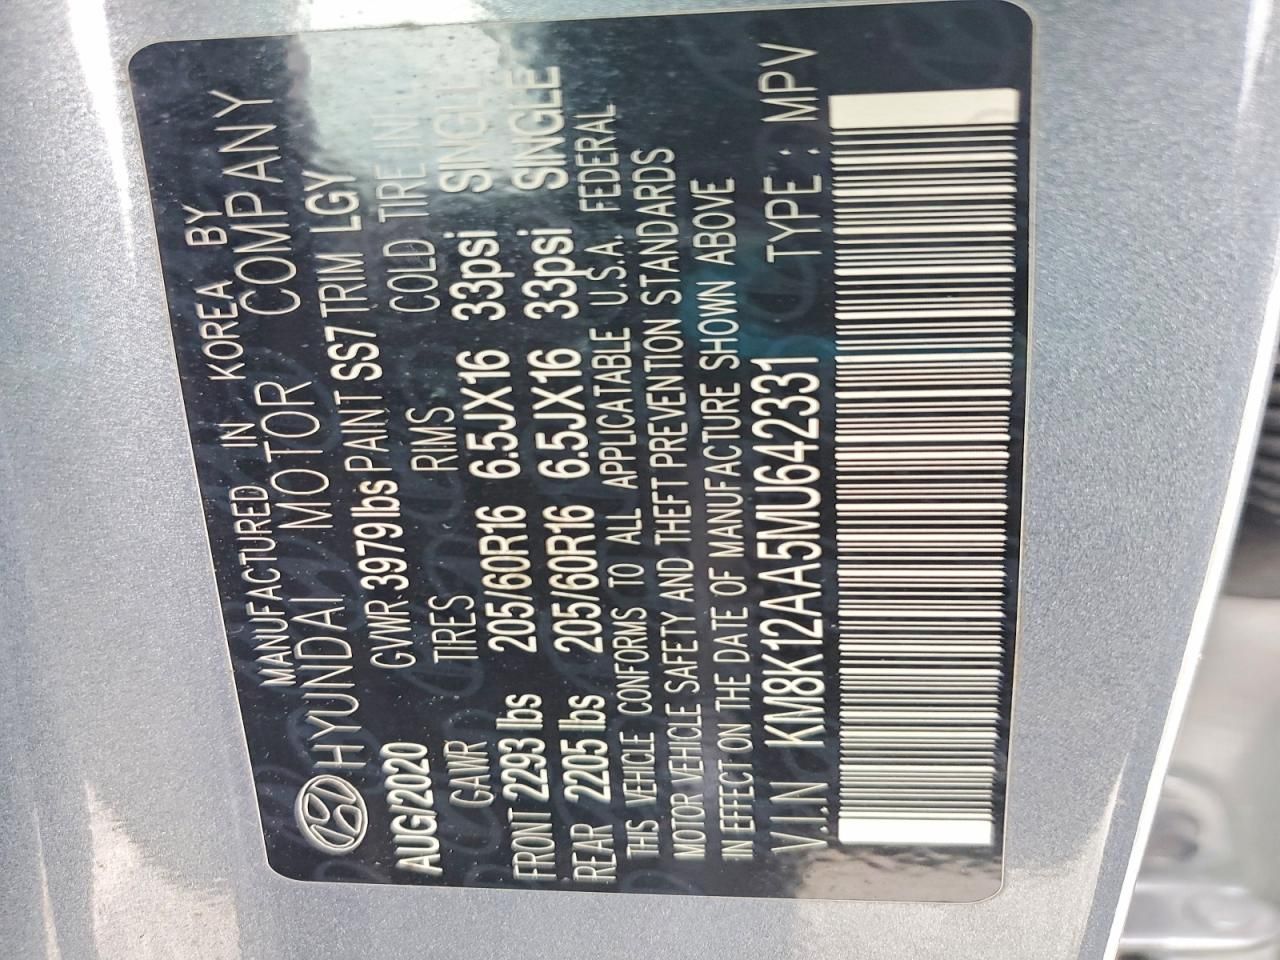 MANUFACTURED IN KOREA BY
HYUNDAI MOTOR COMPANY
AUG/2020 GVWR 3979 lbs PAINT SS7 TRIM LGY
GAWR TIRES RIMS COLD TIRE INFL
FRONT 2293 lbs 205/60R16 6.5JX16 33psi SINGLE
REAR 2205 lbs 205/60R16 6.5JX16 33psi SINGLE
THIS VEHICLE CONFORMS TO ALL APPLICABLE U.S.A. FEDERAL
MOTOR VEHICLE SAFETY AND THEFT PREVENTION STANDARDS
IN EFFECT ON THE DATE OF MANUFACTURE SHOWN ABOVE
V.I.N KM8K12AA5MU642331 TYPE : MPV